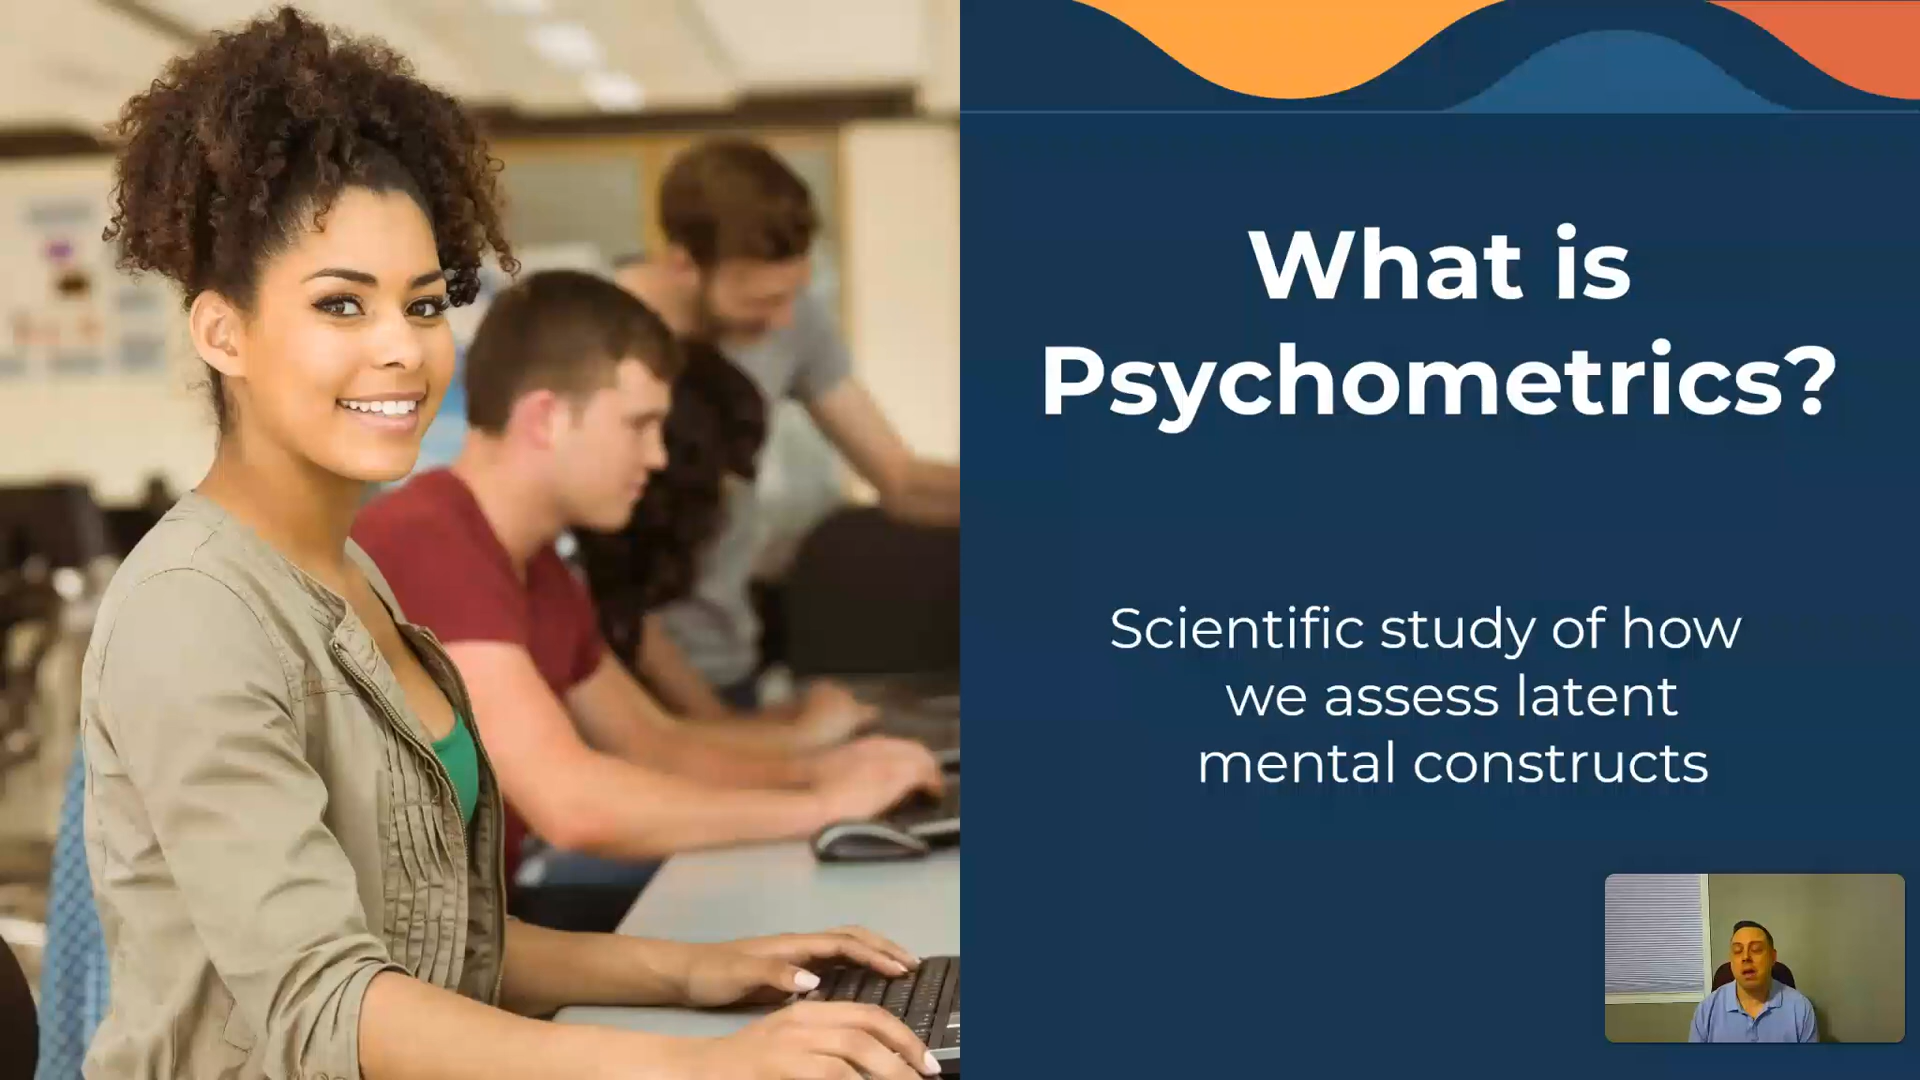 What is
Psychometrics?
Scientific study of how
we assess latent
mental constructs